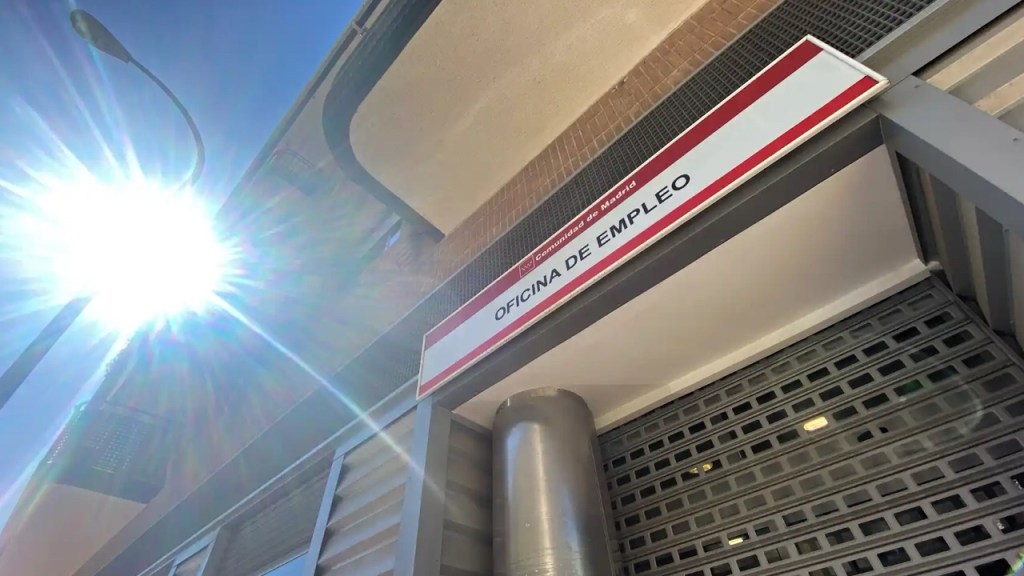 Comunidad de Madrid
OFICINA DE EMPLEO